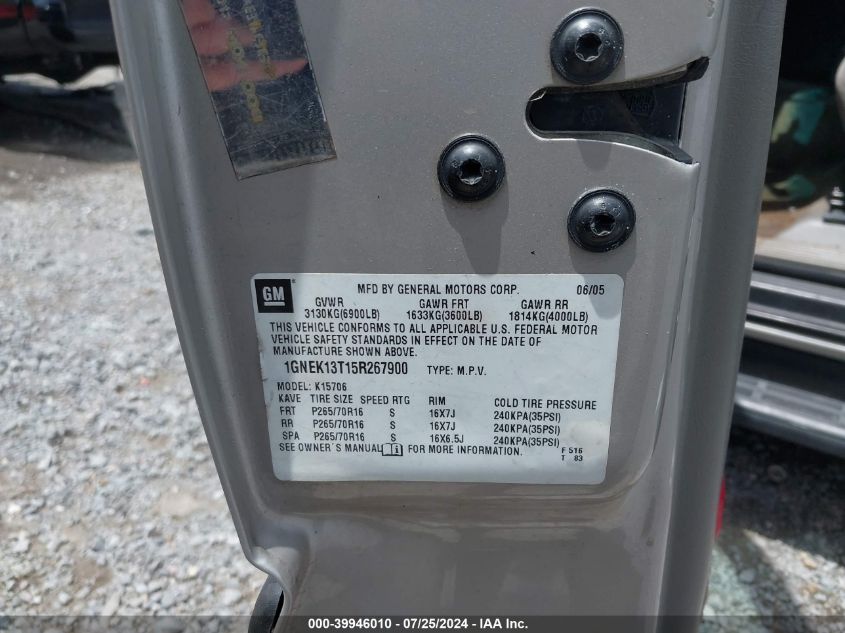 GM MFD BY GENERAL MOTORS CORP. 06/05
GVWR GAWR FRT GAWR RR
3130KG(6900LB) 1633KG(3600LB) 1814KG(4000LB)
THIS VEHICLE CONFORMS TO ALL APPLICABLE U.S. FEDERAL MOTOR
VEHICLE SAFETY STANDARDS IN EFFECT ON THE DATE OF
MANUFACTURE SHOWN ABOVE.
1GNEK13T15R267900 TYPE: M.P.V.
MODEL: K15706
KAVE TIRE SIZE SPEED RTG RIM COLD TIRE PRESSURE
FRT P265/70R16 S 16X7J 240KPA(35PSI)
RR P265/70R16 S 16X7J 240KPA(35PSI)
SPA P265/70R16 S 16X6.5J 240KPA(35PSI)
SEE OWNER'S MANUAL FOR MORE INFORMATION.
F 516
T 83
000-39946010 - 07/25/2024 - IAA Inc.